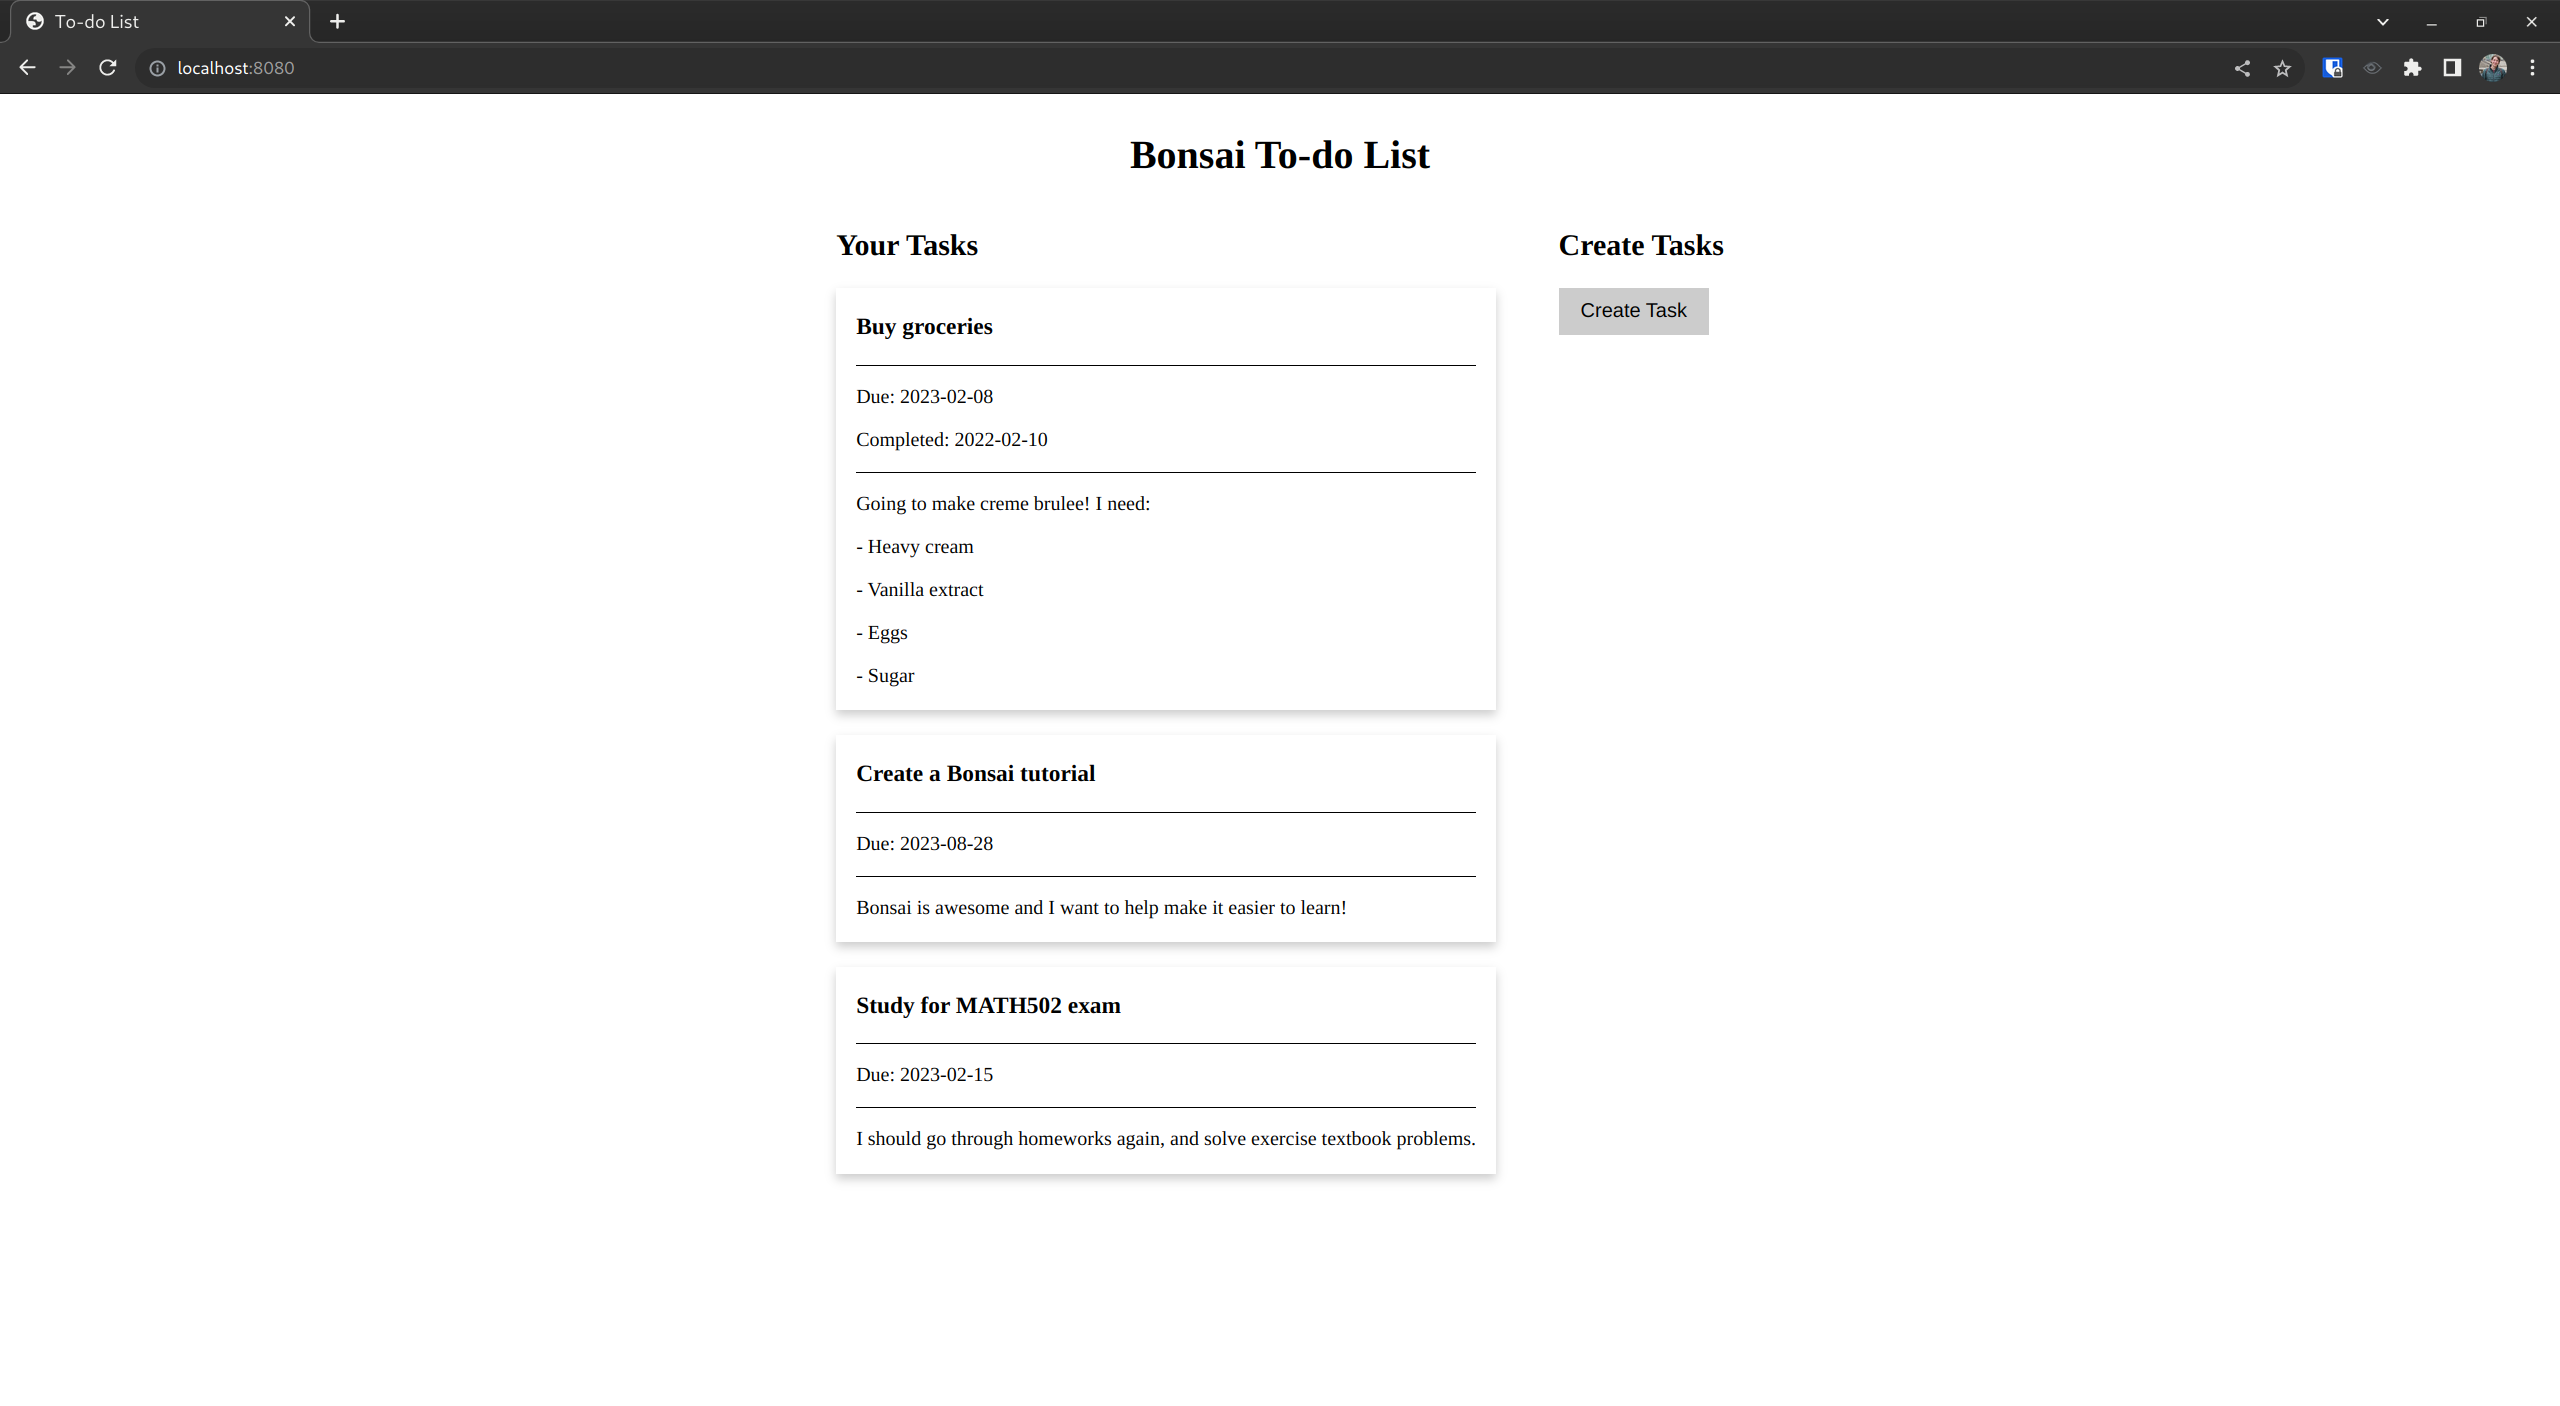 To-do List
localhost:8080
Bonsai To-do List
Your Tasks
Buy groceries
Due: 2023-02-08
Completed: 2022-02-10
Going to make creme brulee! I need:
- Heavy cream
- Vanilla extract
- Eggs
- Sugar
Create a Bonsai tutorial
Due: 2023-08-28
Bonsai is awesome and I want to help make it easier to learn!
Study for MATH502 exam
Due: 2023-02-15
I should go through homeworks again, and solve exercise textbook problems.
Create Tasks
Create Task